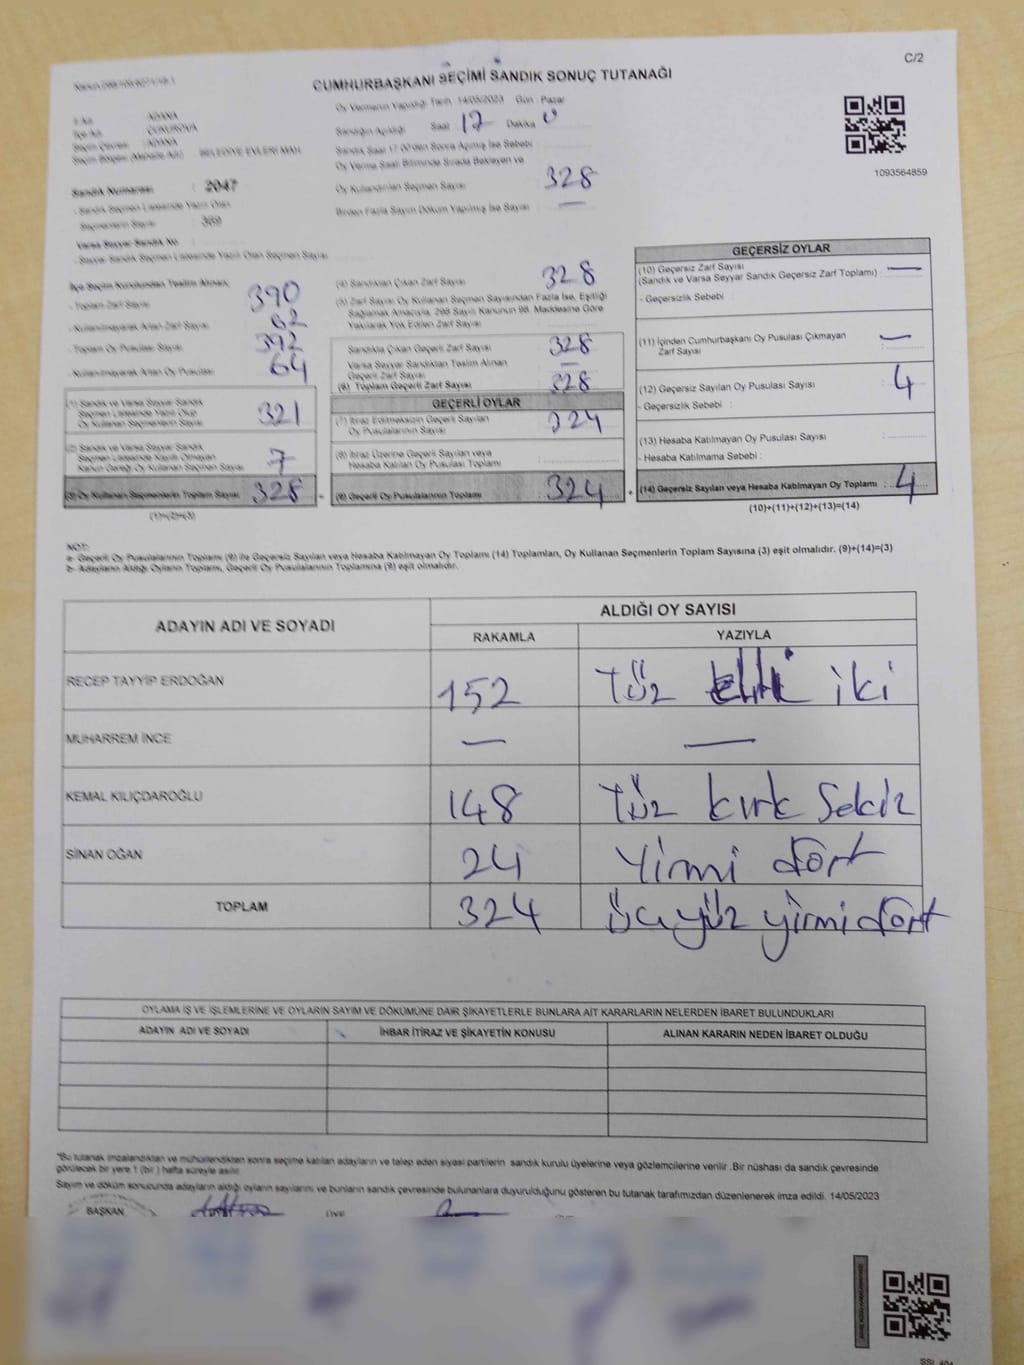 C/2
CUMHURBAŞKANI SEÇİMİ SANDIK SONUÇ TUTANAĞI
Oy Vermenin Yapıldığı Tarih 14/05/2023 Gün Pazar
Sandığın Açıldığı Saat 17 Dakika 0
Sandık Saat 17.00'den Sonra Açılmış İse Sebebi
Oy Verme Saati Bitiminde Sırada Bekleyen ve
Oy Kullandırılan Seçmen Sayısı 328
Birden Fazla Sayım Döküm Yapılmış İse Sayısı —
1093564859
İl Adı : ADANA
İlçe Adı : ÇUKUROVA
Seçim Çevresi : ADANA
Seçim Bölgesi (Mahalle Adı) BELEDİYE EVLERİ MAH.
Sandık Numarası : 2047
- Sandık Seçmen Listesinde Yazılı Olan
Seçmenlerin Sayısı : 369
Varsa Seyyar Sandık No
- Seyyar Sandık Seçmen Listesinde Yazılı Olan Seçmen Sayısı
İlçe Seçim Kurulundan Teslim Alınan;
- Toplam Zarf Sayısı 390
- Kullanılmayarak Artan Zarf Sayısı 62
- Toplam Oy Pusulası Sayısı 392
- Kullanılmayarak Artan Oy Pusulası 64
(1) Sandık ve Varsa Seyyar Sandık
Seçmen Listesinde Yazılı Olup
Oy Kullanan Seçmenlerin Sayısı 321
(2) Sandık ve Varsa Seyyar Sandık
Seçmen Listesinde Kayıtlı Olmayan
Kanun Gereği Oy Kullanan Seçmen Sayısı 7
(3) Oy Kullanan Seçmenlerin Toplam Sayısı 328
(1)+(2)=(3)
(4) Sandıktan Çıkan Zarf Sayısı : 328
(5) Zarf Sayısı Oy Kullanan Seçmen Sayısından Fazla İse, Eşitliği
Sağlamak Amacıyla, 298 Sayılı Kanunun 98. Maddesine Göre
Yakılarak Yok Edilen Zarf Sayısı :
Sandıkta Çıkan Geçerli Zarf Sayısı 328
Varsa Seyyar Sandıktan Teslim Alınan
Geçerli Zarf Sayısı —
(6) Toplam Geçerli Zarf Sayısı : 328
GEÇERLİ OYLAR
(7) İtiraz Edilmeksizin Geçerli Sayılan
Oy Pusulalarının Sayısı 324
(8) İtiraz Üzerine Geçerli Sayılan veya
Hesaba Katılan Oy Pusulası Toplamı :
(9) Geçerli Oy Pusulalarının Toplamı : 324
GEÇERSİZ OYLAR
(10) Geçersiz Zarf Sayısı
(Sandık ve Varsa Seyyar Sandık Geçersiz Zarf Toplamı) : —
- Geçersizlik Sebebi :
(11) İçinden Cumhurbaşkanı Oy Pusulası Çıkmayan
Zarf Sayısı —
(12) Geçersiz Sayılan Oy Pusulası Sayısı : 4
- Geçersizlik Sebebi :
(13) Hesaba Katılmayan Oy Pusulası Sayısı :
- Hesaba Katılmama Sebebi :
(14) Geçersiz Sayılan veya Hesaba Katılmayan Oy Toplamı : 4
(10)+(11)+(12)+(13)=(14)
NOT:
a- Geçerli Oy Pusulalarının Toplamı (9) ile Geçersiz Sayılan veya Hesaba Katılmayan Oy Toplamı (14) Toplamları, Oy Kullanan Seçmenlerin Toplam Sayısına (3) eşit olmalıdır. (9)+(14)=(3)
b- Adayların Aldığı Oyların Toplamı, Geçerli Oy Pusulalarının Toplamına (9) eşit olmalıdır.
ADAYIN ADI VE SOYADI ALDIĞI OY SAYISI
RAKAMLA YAZIYLA
RECEP TAYYİP ERDOĞAN 152 Yüz elli iki
MUHARREM İNCE — —
KEMAL KILIÇDAROĞLU 148 Yüz kırk Sekiz
SİNAN OĞAN 24 Yirmi dört
TOPLAM 324 üçyüz yirmidört
OYLAMA İŞ VE İŞLEMLERİNE VE OYLARIN SAYIM VE DÖKÜMÜNE DAİR ŞİKAYETLERLE BUNLARA AİT KARARLARIN NELERDEN İBARET BULUNDUKLARI
ADAYIN ADI VE SOYADI İHBAR İTİRAZ VE ŞİKAYETİN KONUSU ALINAN KARARIN NEDEN İBARET OLDUĞU
*Bu tutanak imzalandıktan ve mühürlendikten sonra seçime katılan adayların ve talep eden siyasi partilerin sandık kurulu üyelerine veya gözlemcilerine verilir .Bir nüshası da sandık çevresinde
görülecek bir yere 1 (bir ) hafta süreyle asılır.
Sayım ve döküm sonucunda adayların aldığı oyların sayılarını ve bunların sandık çevresinde bulunanlara duyurulduğunu gösteren bu tutanak tarafımızdan düzenlenerek imza edildi. 14/05/2023
BAŞKAN